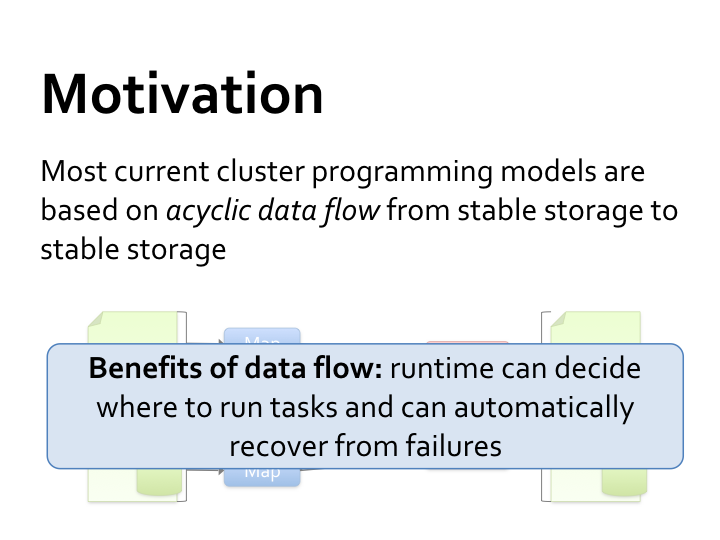 Motivation
Most current cluster programming models are
based on acyclic data flow from stable storage to
stable storage
Map
Benefits of data flow: runtime can decide
where to run tasks and can automatically
recover from failures
Map